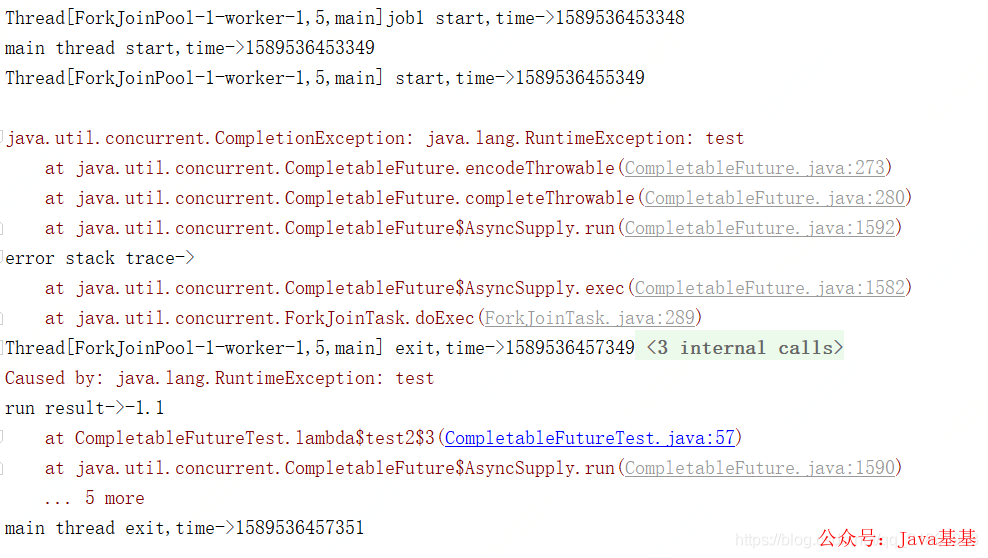 Thread[ForkJoinPool-1-worker-1,5,main]job1 start,time->1589536453348
main thread start,time->1589536453349
Thread[ForkJoinPool-1-worker-1,5,main] start,time->1589536455349
java.util.concurrent.CompletionException: java.lang.RuntimeException: test
at java.util.concurrent.CompletableFuture.encodeThrowable(CompletableFuture.java:273)
at java.util.concurrent.CompletableFuture.completeThrowable(CompletableFuture.java:280)
at java.util.concurrent.CompletableFuture$AsyncSupply.run(CompletableFuture.java:1592)
error stack trace->
at java.util.concurrent.CompletableFuture$AsyncSupply.exec(CompletableFuture.java:1582)
at java.util.concurrent.ForkJoinTask.doExec(ForkJoinTask.java:289)
Thread[ForkJoinPool-1-worker-1,5,main] exit,time->1589536457349 <3 internal calls>
Caused by: java.lang.RuntimeException: test
run result->-1.1
at CompletableFutureTest.lambda$test2$3(CompletableFutureTest.java:57)
at java.util.concurrent.CompletableFuture$AsyncSupply.run(CompletableFuture.java:1590)
... 5 more
main thread exit,time->1589536457351
公众号：Java基基